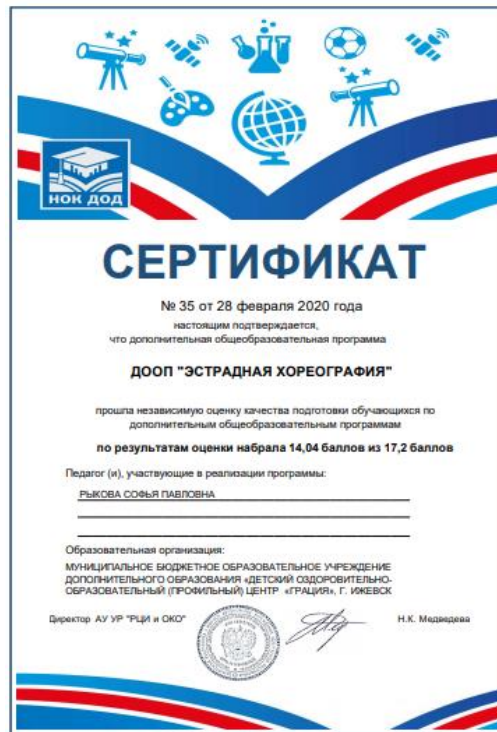 НОК ДОД
СЕРТИФИКАТ
№ 35 от 28 февраля 2020 года
настоящим подтверждается,
что дополнительная общеобразовательная программа
ДООП "ЭСТРАДНАЯ ХОРЕОГРАФИЯ"
прошла независимую оценку качества подготовки обучающихся по
дополнительным общеобразовательным программам
по результатам оценки набрала 14,04 баллов из 17,2 баллов
Педагог (и), участвующие в реализации программы:
РЫКОВА СОФЬЯ ПАВЛОВНА
Образовательная организация:
МУНИЦИПАЛЬНОЕ БЮДЖЕТНОЕ ОБРАЗОВАТЕЛЬНОЕ УЧРЕЖДЕНИЕ
ДОПОЛНИТЕЛЬНОГО ОБРАЗОВАНИЯ «ДЕТСКИЙ ОЗДОРОВИТЕЛЬНО-
ОБРАЗОВАТЕЛЬНЫЙ (ПРОФИЛЬНЫЙ) ЦЕНТР «ГРАЦИЯ», Г. ИЖЕВСК
Директор АУ УР "РЦИ и ОКО" Н.К. Медведева